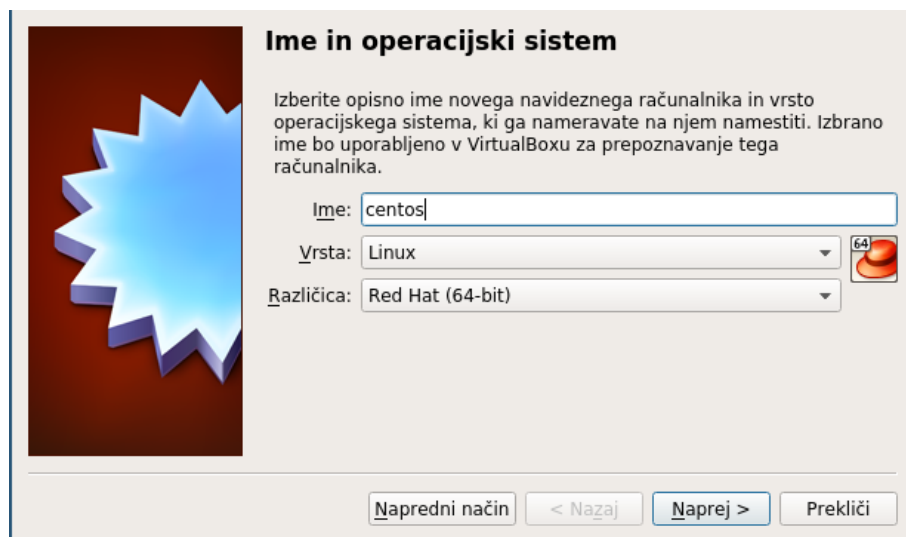 Ime in operacijski sistem
Izberite opisno ime novega navideznega računalnika in vrsto
operacijskega sistema, ki ga nameravate na njem namestiti. Izbrano
ime bo uporabljeno v VirtualBoxu za prepoznavanje tega
računalnika.
Ime: centos
Vrsta: Linux
64
Različica: Red Hat (64-bit)
Napredni način < Nazaj Naprej > Prekliči